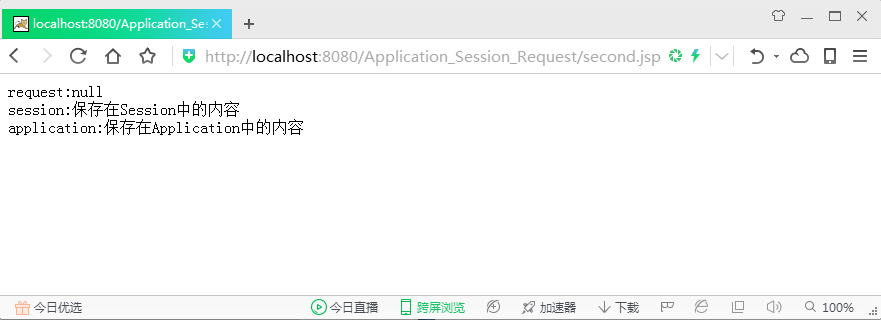 localhost:8080/Application_Se
http://localhost:8080/Application_Session_Request/second.jsp
request:null
session:保存在Session中的内容
application:保存在Application中的内容
今日优选 今日直播 跨屏浏览 加速器 下载 100%